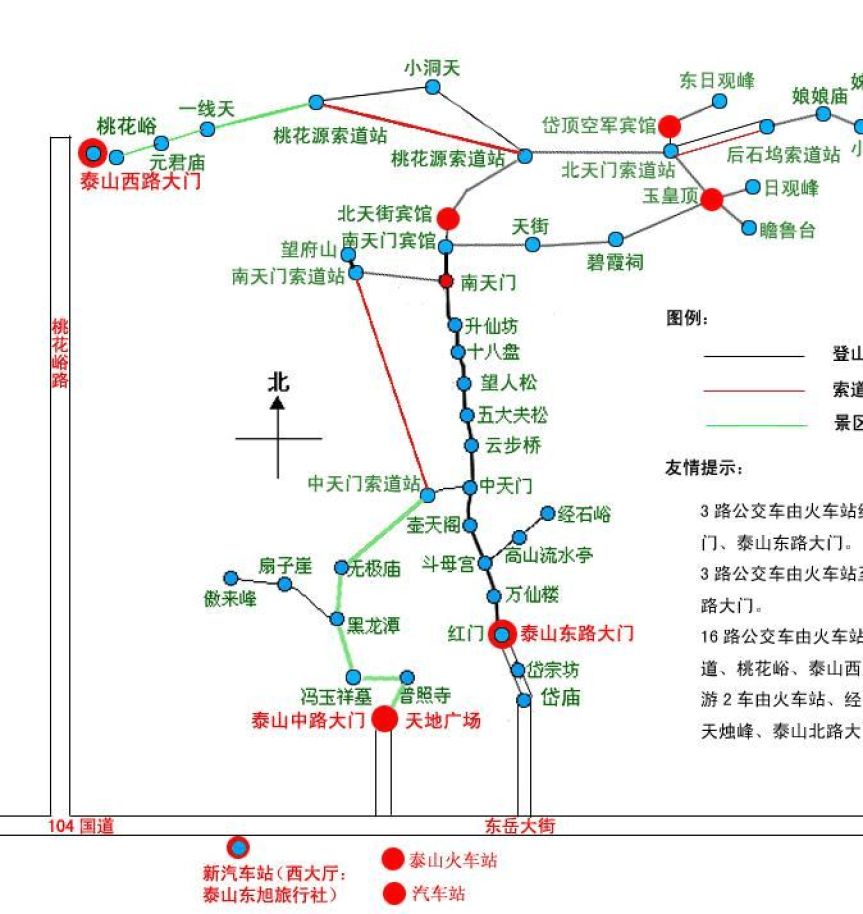 小洞天
东日观峰
娘娘庙
一线天
桃花峪
桃花源索道站
岱顶空军宾馆
元君庙
桃花源索道站
北天门索道站
后石坞索道站
泰山西路大门
玉皇顶
日观峰
北天街宾馆
天街
瞻鲁台
望府山
南天门宾馆
碧霞祠
南天门索道站
南天门
图例：
升仙坊
登山
桃花峪路
十八盘
北
望人松
索道
五大夫松
景区
云步桥
友情提示：
中天门索道站
中天门
3路公交车由火车站经
壶天阁
经石峪
门、泰山东路大门。
高山流水亭
斗母宫
扇子崖
无极庙
3路公交车由火车站至
傲来峰
万仙楼
路大门。
黑龙潭
红门
泰山东路大门
16路公交车由火车站
岱宗坊
道、桃花峪、泰山西
冯玉祥墓
普照寺
岱庙
游2车由火车站、经
泰山中路大门
天地广场
天烛峰、泰山北路大
104国道
东岳大街
新汽车站（西大厅：
泰山东旭旅行社）
泰山火车站
汽车站